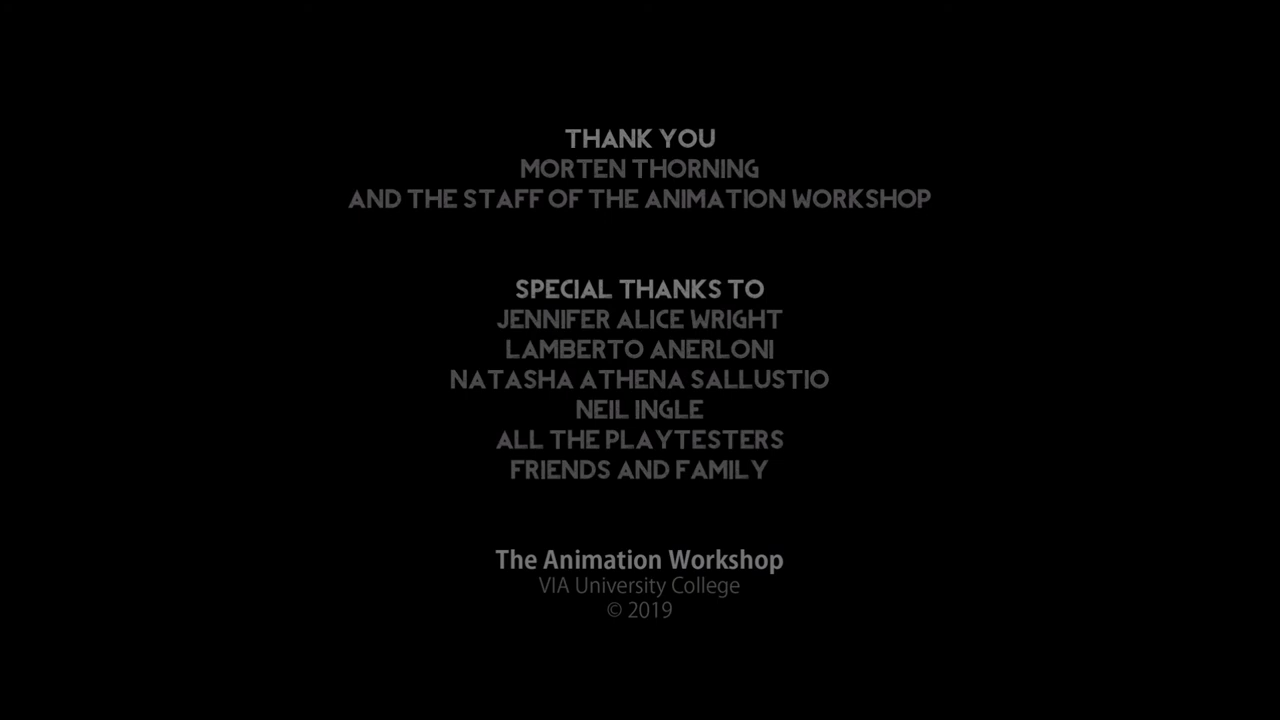 THANK YOU
MORTEN THORNING
AND THE STAFF OF THE ANIMATION WORKSHOP
SPECIAL THANKS TO
JENNIFER ALICE WRIGHT
LAMBERTO ANERLONI
NATASHA ATHENA SALLUSTIO
NEIL INGLE
ALL THE PLAYTESTERS
FRIENDS AND FAMILY
The Animation Workshop
VIA University College
© 2019